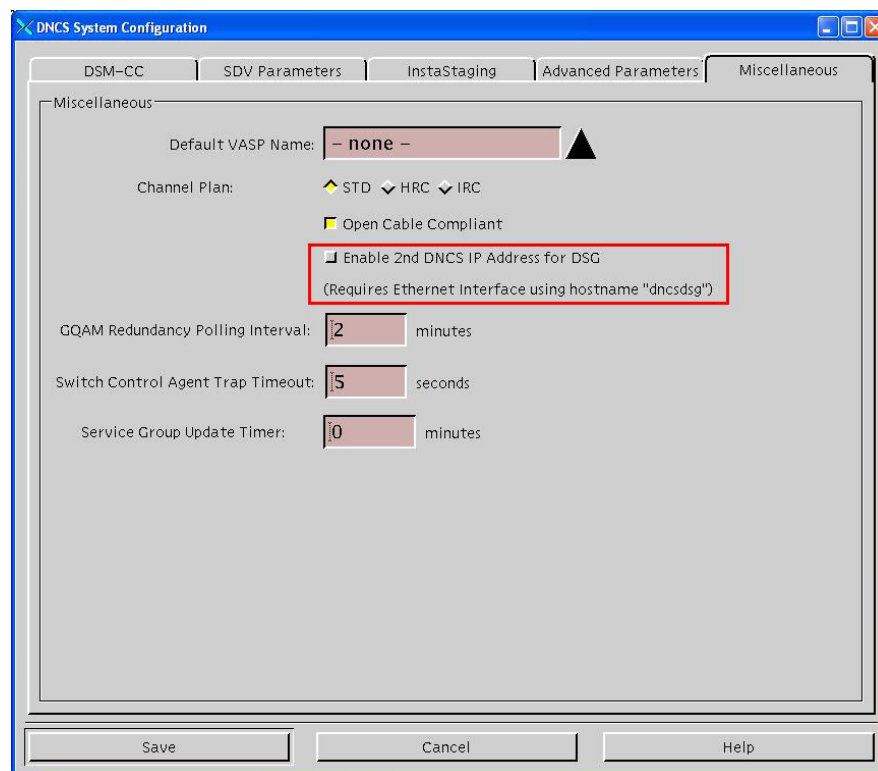 DNCS System Configuration
DSM-CC SDV Parameters InstaStaging Advanced Parameters Miscellaneous
Miscellaneous
Default VASP Name: - none -
Channel Plan: STD HRC IRC
Open Cable Compliant
Enable 2nd DNCS IP Address for DSG
(Requires Ethernet Interface using hostname "dncsdsg")
GQAM Redundancy Polling Interval: 2 minutes
Switch Control Agent Trap Timeout: 5 seconds
Service Group Update Timer: 0 minutes
Save Cancel Help